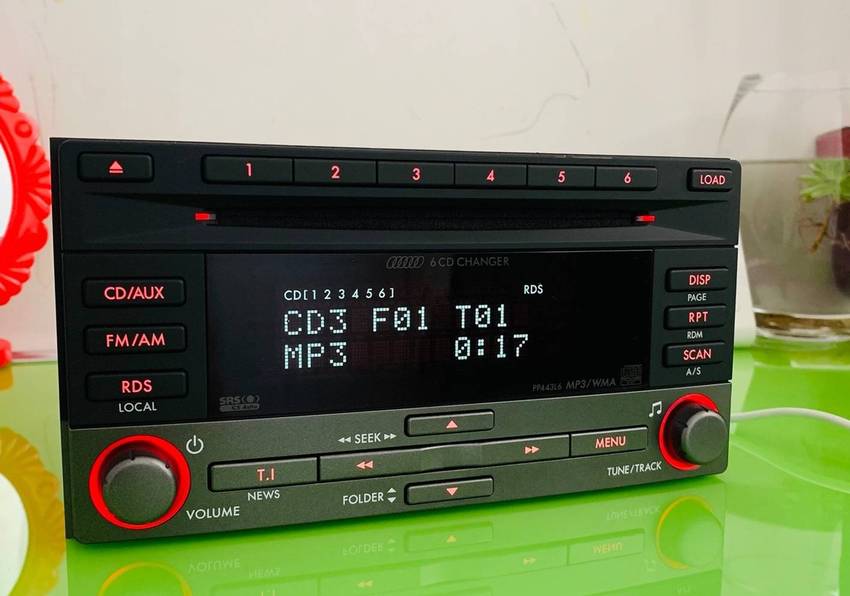 1 2 3 4 5 6 LOAD
6 CD CHANGER
CD/AUX
CD[1 2 3 4 5 6] RDS
DISP
PAGE
FM/AM
CD3 F01 T01
RPT
RDM
MP3 0:17
SCAN
A/S
RDS
LOCAL
SRS
PP443L6 MP3/WMA
SEEK
MENU
T.I
NEWS
FOLDER
TUNE/TRACK
VOLUME